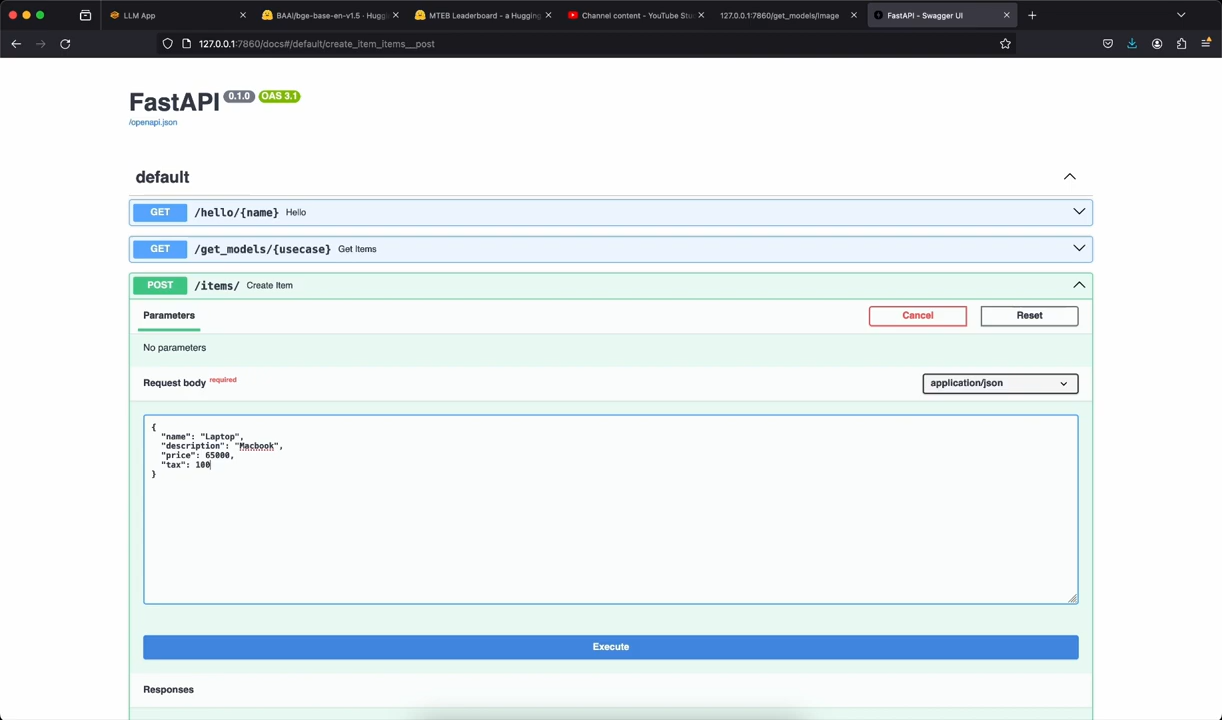 LLM App
BAAI/bge-base-en-v1.5 · Huggi
MTEB Leaderboard - a Hugging
Channel content - YouTube Stu
127.0.0.1:7860/get_models/image
FastAPI - Swagger UI
127.0.0.1:7860/docs#/default/create_item_items__post
FastAPI 0.1.0 OAS 3.1
/openapi.json
default
GET /hello/{name} Hello
GET /get_models/{usecase} Get Items
POST /items/ Create Item
Parameters Cancel Reset
No parameters
Request body required application/json
{
"name": "Laptop",
"description": "Macbook",
"price": 65000,
"tax": 100
}
Execute
Responses